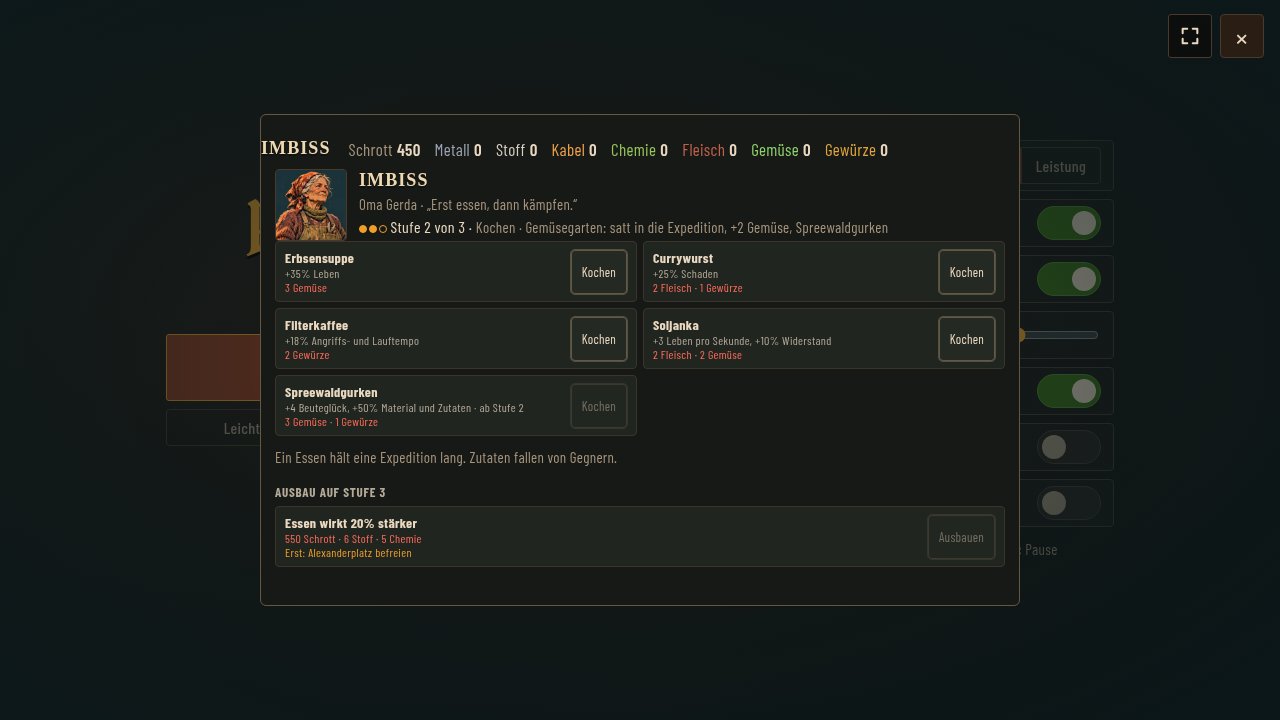 IMBISS Schrott 450 Metall 0 Stoff 0 Kabel 0 Chemie 0 Fleisch 0 Gemüse 0 Gewürze 0
IMBISS
Oma Gerda · „Erst essen, dann kämpfen.“
Stufe 2 von 3 · Kochen · Gemüsegarten: satt in die Expedition, +2 Gemüse, Spreewaldgurken
Erbsensuppe
+35% Leben
3 Gemüse
Kochen
Currywurst
+25% Schaden
2 Fleisch · 1 Gewürze
Kochen
Filterkaffee
+18% Angriffs- und Lauftempo
2 Gewürze
Kochen
Soljanka
+3 Leben pro Sekunde, +10% Widerstand
2 Fleisch · 2 Gemüse
Kochen
Spreewaldgurken
+4 Beuteglück, +50% Material und Zutaten · ab Stufe 2
3 Gemüse · 1 Gewürze
Kochen
Ein Essen hält eine Expedition lang. Zutaten fallen von Gegnern.
AUSBAU AUF STUFE 3
Essen wirkt 20% stärker
550 Schrott · 6 Stoff · 5 Chemie
Erst: Alexanderplatz befreien
Ausbauen
Leistung
Leicht
: Pause